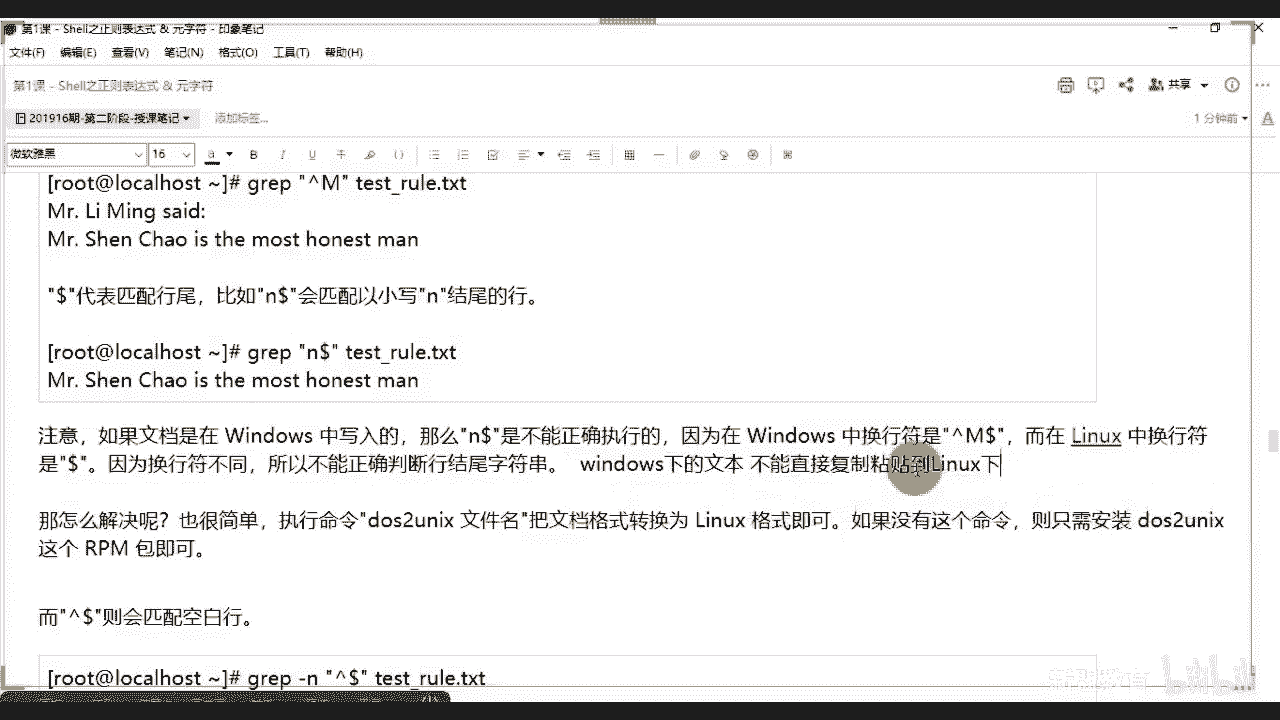 第1课 - Shell之正则表达式 & 元字符 - 印象笔记
文件(F) 编辑(E) 查看(V) 笔记(N) 格式(O) 工具(T) 帮助(H)
第1课 - Shell之正则表达式 & 元字符
共享
201916期-第二阶段-授课笔记 添加标签...
1 分钟前
微软雅黑 16
[root@localhost ~]# grep "^M" test_rule.txt
Mr. Li Ming said:
Mr. Shen Chao is the most honest man
"$"代表匹配行尾，比如"n$"会匹配以小写"n"结尾的行。
[root@localhost ~]# grep "n$" test_rule.txt
Mr. Shen Chao is the most honest man
注意，如果文档是在 Windows 中写入的，那么"n$"是不能正确执行的，因为在 Windows 中换行符是"^M$"，而在 Linux 中换行符
是"$"。因为换行符不同，所以不能正确判断行结尾字符串。 windows下的文本 不能直接复制粘贴到Linux下
那怎么解决呢？也很简单，执行命令"dos2unix 文件名"把文档格式转换为 Linux 格式即可。如果没有这个命令，则只需安装 dos2unix
这个 RPM 包即可。
而"^$"则会匹配空白行。
[root@localhost ~]# grep -n "^$" test_rule.txt
bilibili